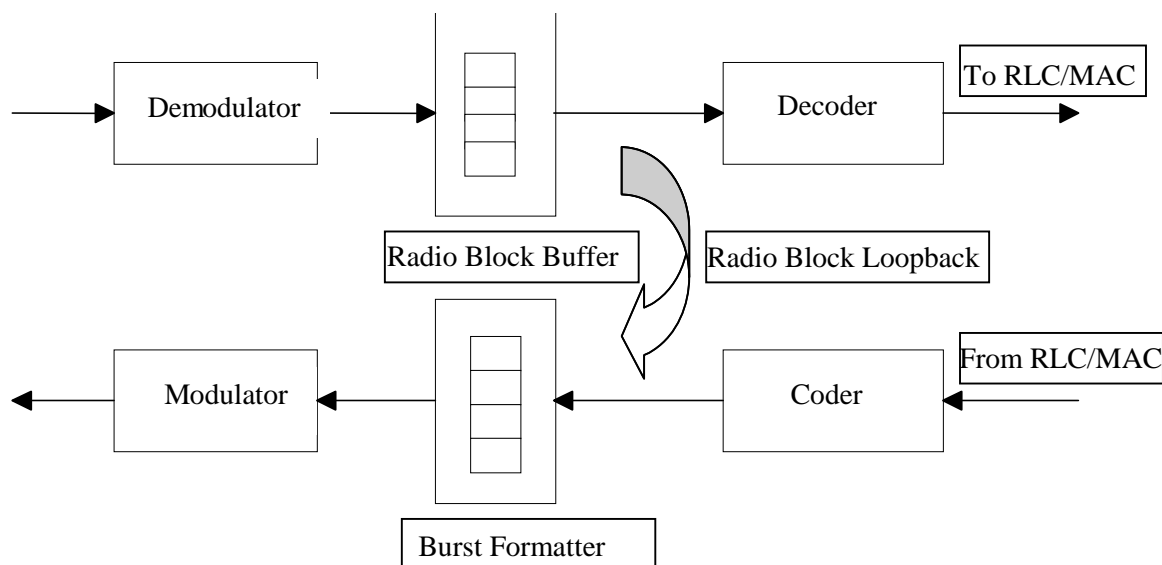 To RLC/MAC
Demodulator
Decoder
Radio Block Buffer
Radio Block Loopback
From RLC/MAC
Modulator
Coder
Burst Formatter